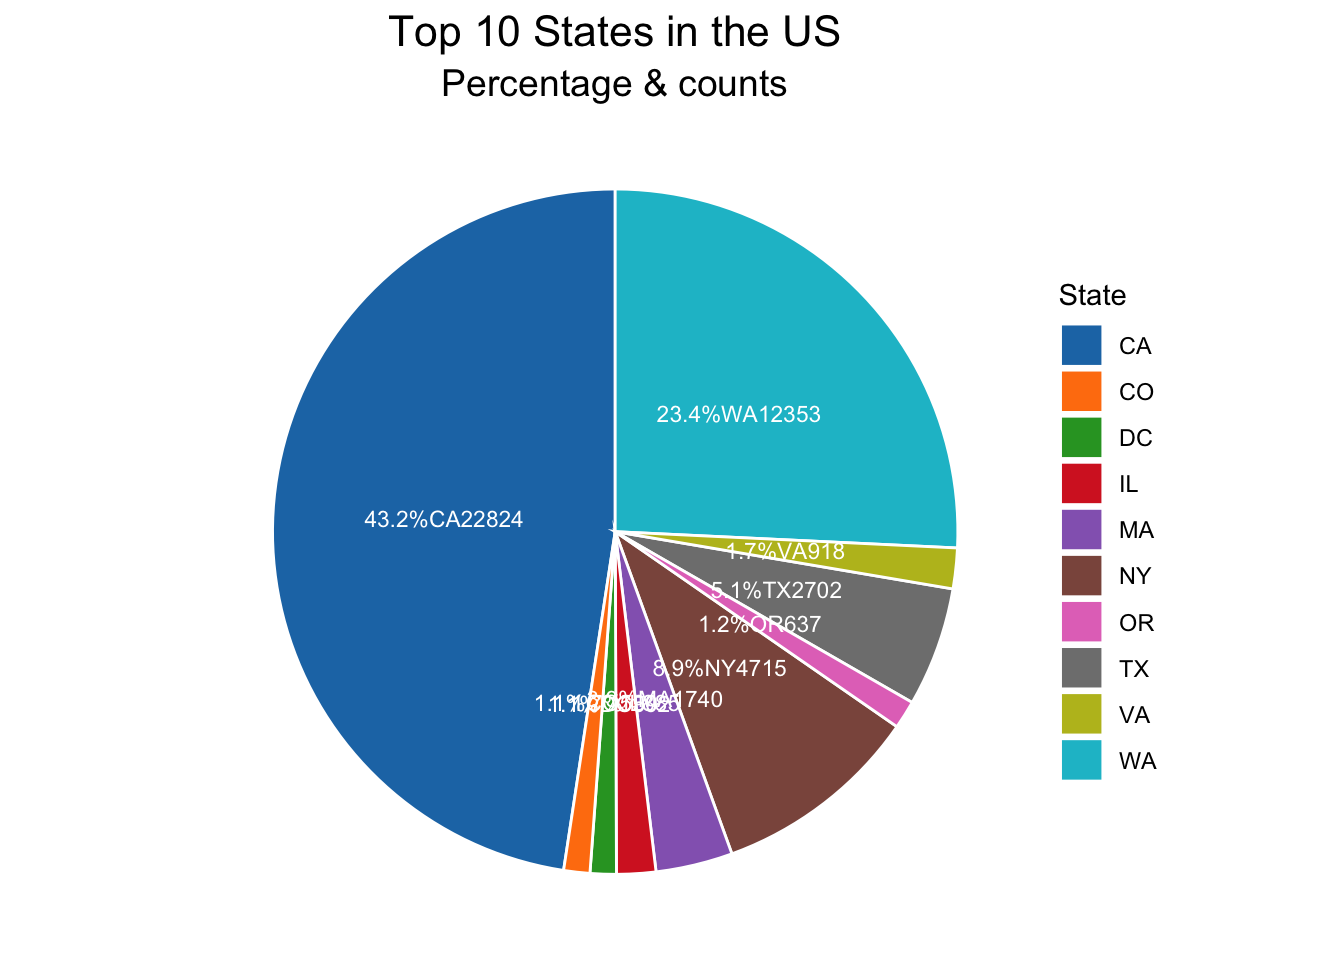 Top 10 States in the US
Percentage & counts
23.4%WA12353
43.2%CA22824
1.7%VA918
5.1%TX2702
1.2%OR637
8.9%NY4715
State
CA
CO
DC
IL
MA
NY
OR
TX
VA
WA